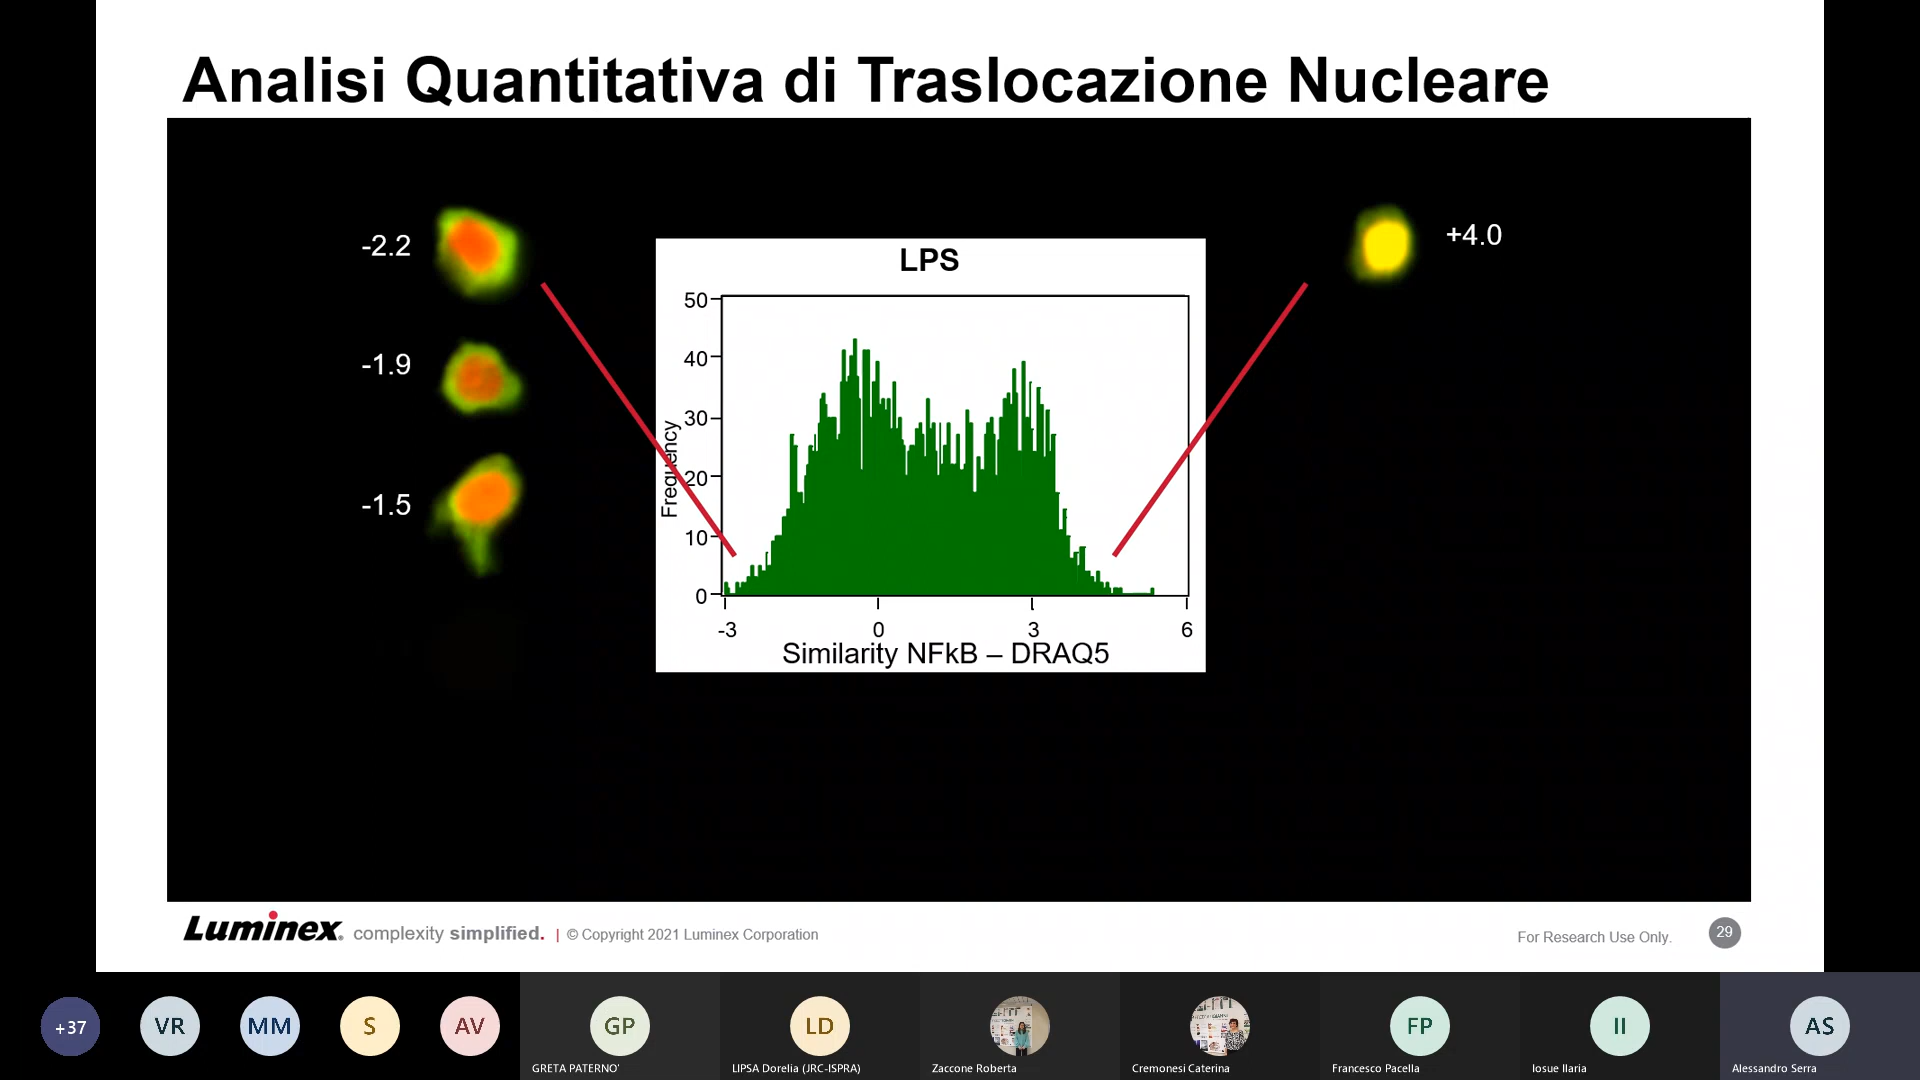 Analisi Quantitativa di Traslocazione Nucleare
-2.2
-1.9
-1.5
+4.0
LPS
50
40
30
20
10
0
Frequency
-3 0 3 6
Similarity NFkB – DRAQ5
Luminex. complexity simplified. | © Copyright 2021 Luminex Corporation
For Research Use Only. 29
+37 VR MM S AV GP LD FP II AS
GRETA PATERNO' LIPSA Dorelia (JRC-ISPRA) Zaccone Roberta Cremonesi Caterina Francesco Pacella Iosue Ilaria Alessandro Serra